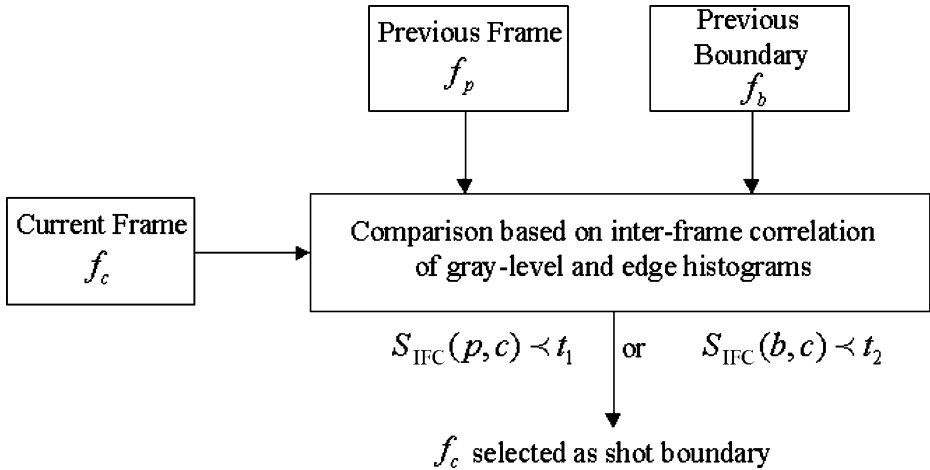 Previous Frame
f_p
Previous
Boundary
f_b
Current Frame
f_c
Comparison based on inter-frame correlation
of gray-level and edge histograms
S_IFC(p,c) ≺ t_1 or S_IFC(b,c) ≺ t_2
f_c selected as shot boundary